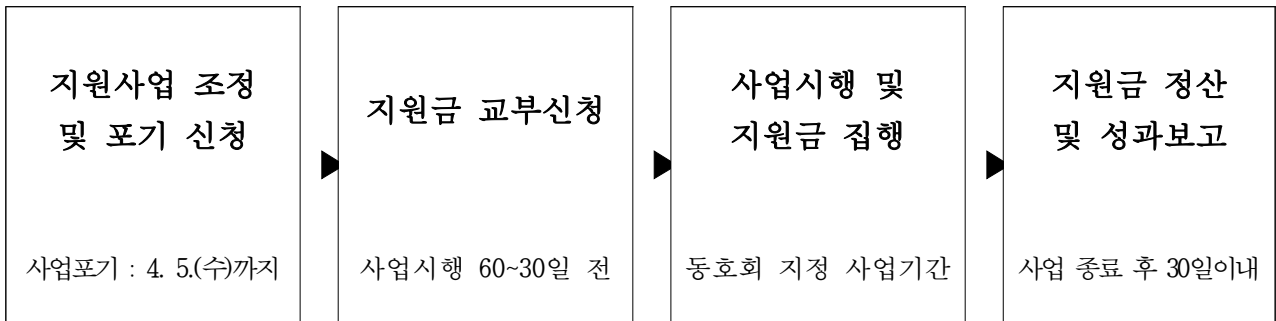 지원사업 조정
및 포기 신청
사업포기 : 4. 5.(수)까지
▶
지원금 교부신청
사업시행 60~30일 전
▶
사업시행 및
지원금 집행
동호회 지정 사업기간
▶
지원금 정산
및 성과보고
사업 종료 후 30일이내